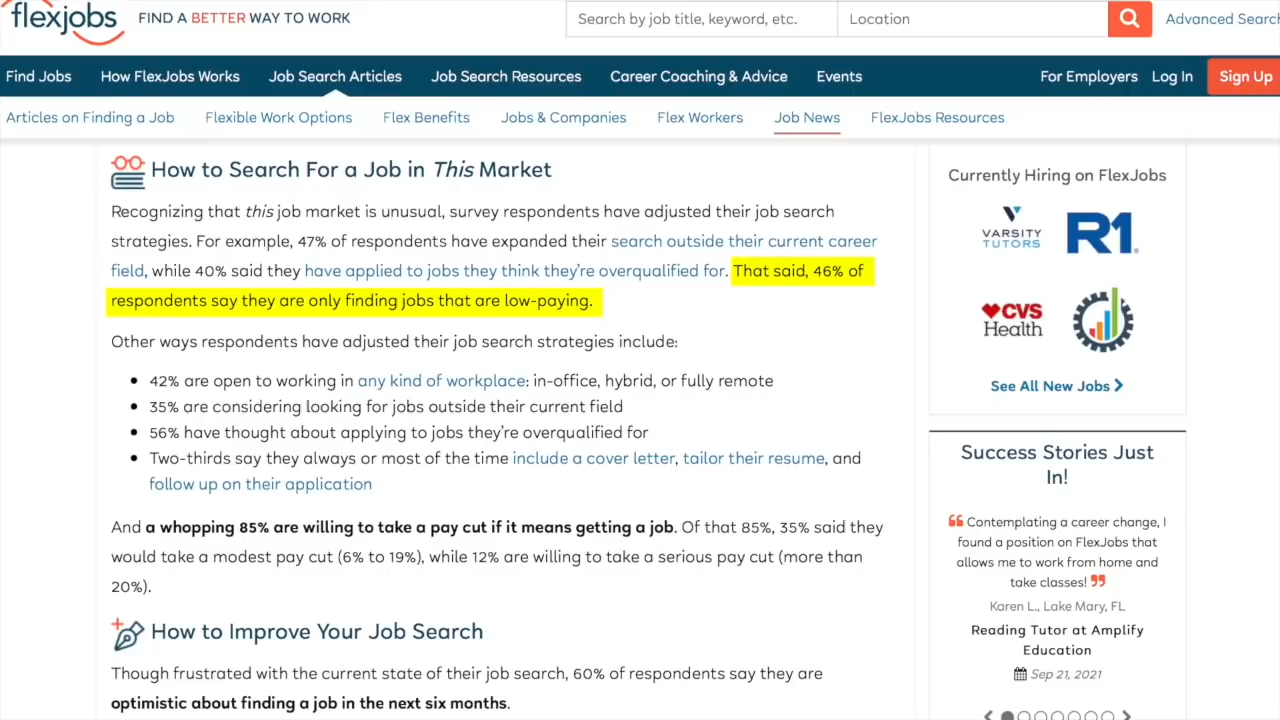 flexjobs FIND A BETTER WAY TO WORK
Search by job title, keyword, etc. Location Advanced Search
Find Jobs How FlexJobs Works Job Search Articles Job Search Resources Career Coaching & Advice Events For Employers Log In Sign Up
Articles on Finding a Job Flexible Work Options Flex Benefits Jobs & Companies Flex Workers Job News FlexJobs Resources
How to Search For a Job in This Market
Recognizing that this job market is unusual, survey respondents have adjusted their job search
strategies. For example, 47% of respondents have expanded their search outside their current career
field, while 40% said they have applied to jobs they think they're overqualified for. That said, 46% of
respondents say they are only finding jobs that are low-paying.
Other ways respondents have adjusted their job search strategies include:
• 42% are open to working in any kind of workplace: in-office, hybrid, or fully remote
• 35% are considering looking for jobs outside their current field
• 56% have thought about applying to jobs they're overqualified for
• Two-thirds say they always or most of the time include a cover letter, tailor their resume, and
follow up on their application
And a whopping 85% are willing to take a pay cut if it means getting a job. Of that 85%, 35% said they
would take a modest pay cut (6% to 19%), while 12% are willing to take a serious pay cut (more than
20%).
How to Improve Your Job Search
Though frustrated with the current state of their job search, 60% of respondents say they are
optimistic about finding a job in the next six months.
Currently Hiring on FlexJobs
VARSITY
TUTORS
R1
CVS
Health
See All New Jobs
Success Stories Just
In!
“ Contemplating a career change, I
found a position on FlexJobs that
allows me to work from home and
take classes! ”
Karen L., Lake Mary, FL
Reading Tutor at Amplify
Education
Sep 21, 2021